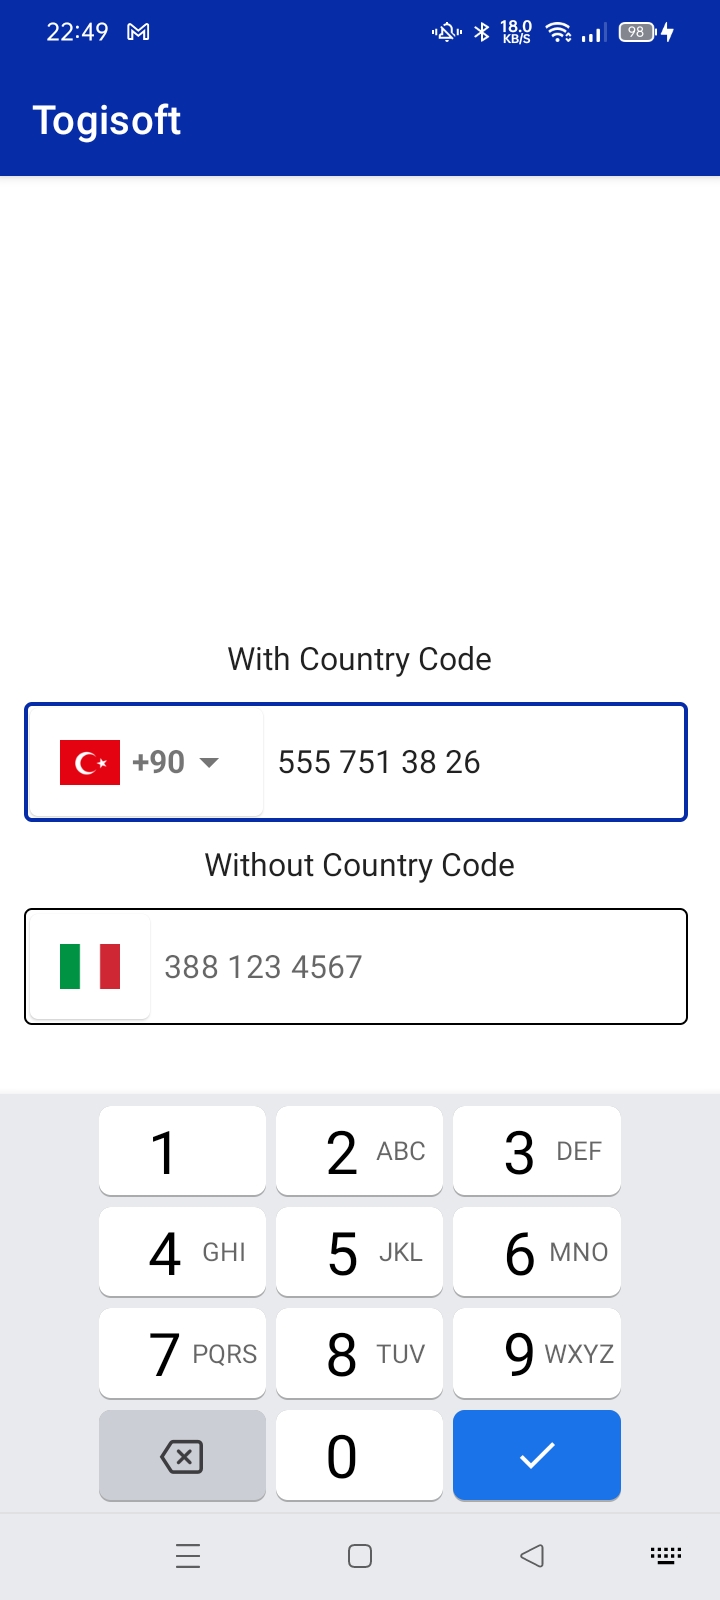 22:49 18.0 KB/S 98
Togisoft
With Country Code
+90 555 751 38 26
Without Country Code
388 123 4567
1 2 ABC 3 DEF
4 GHI 5 JKL 6 MNO
7 PQRS 8 TUV 9 WXYZ
0